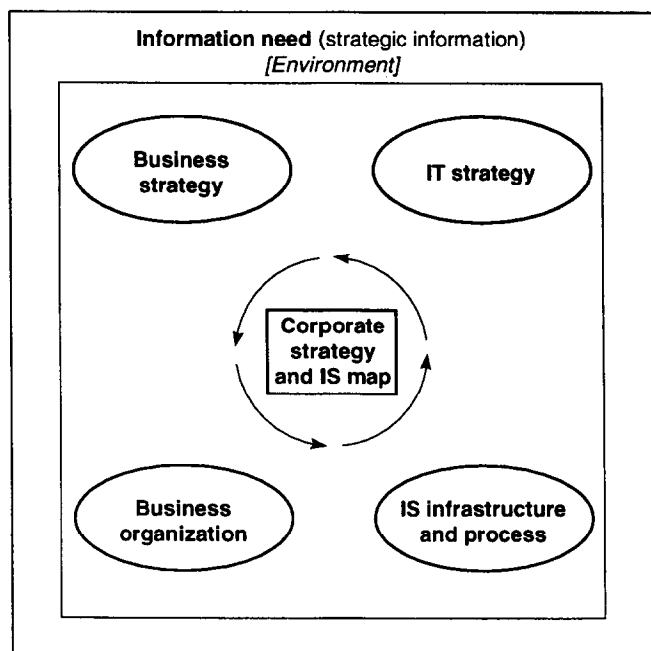 Information need (strategic information)
[Environment]
Business
strategy
IT strategy
Corporate
strategy
and IS map
Business
organization
IS infrastructure
and process